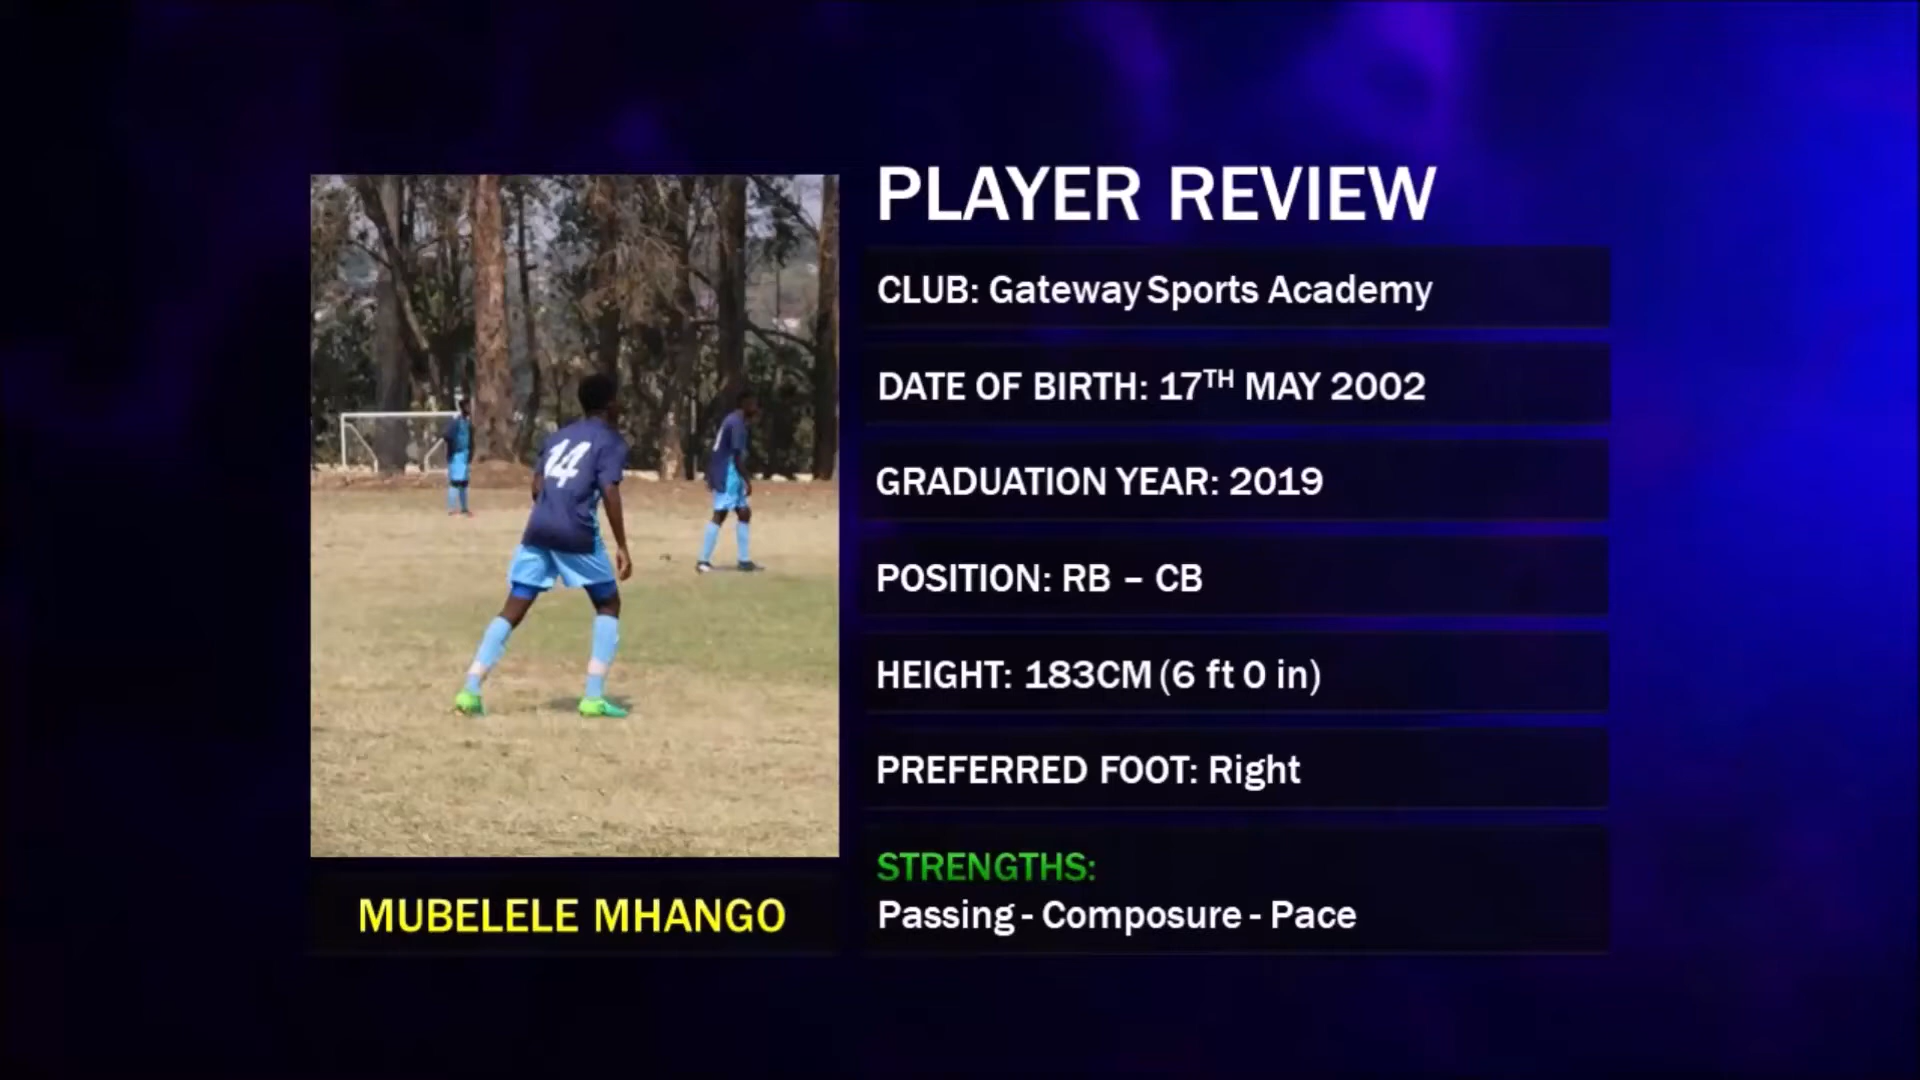 PLAYER REVIEW
CLUB: Gateway Sports Academy
DATE OF BIRTH: 17TH MAY 2002
GRADUATION YEAR: 2019
POSITION: RB – CB
HEIGHT: 183CM (6 ft 0 in)
PREFERRED FOOT: Right
STRENGTHS:
Passing - Composure - Pace
14
MUBELELE MHANGO